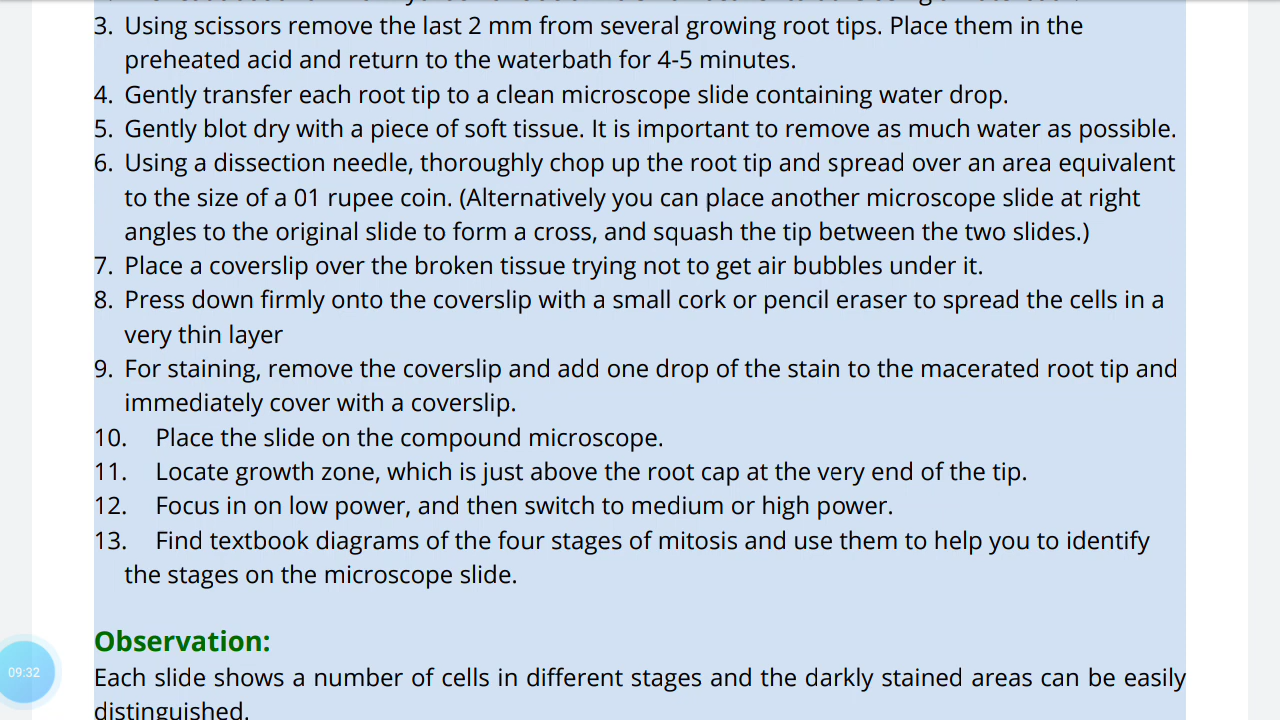 3. Using scissors remove the last 2 mm from several growing root tips. Place them in the
preheated acid and return to the waterbath for 4-5 minutes.
4. Gently transfer each root tip to a clean microscope slide containing water drop.
5. Gently blot dry with a piece of soft tissue. It is important to remove as much water as possible.
6. Using a dissection needle, thoroughly chop up the root tip and spread over an area equivalent
to the size of a 01 rupee coin. (Alternatively you can place another microscope slide at right
angles to the original slide to form a cross, and squash the tip between the two slides.)
7. Place a coverslip over the broken tissue trying not to get air bubbles under it.
8. Press down firmly onto the coverslip with a small cork or pencil eraser to spread the cells in a
very thin layer
9. For staining, remove the coverslip and add one drop of the stain to the macerated root tip and
immediately cover with a coverslip.
10. Place the slide on the compound microscope.
11. Locate growth zone, which is just above the root cap at the very end of the tip.
12. Focus in on low power, and then switch to medium or high power.
13. Find textbook diagrams of the four stages of mitosis and use them to help you to identify
the stages on the microscope slide.
Observation:
09:32
Each slide shows a number of cells in different stages and the darkly stained areas can be easily
distinguished.